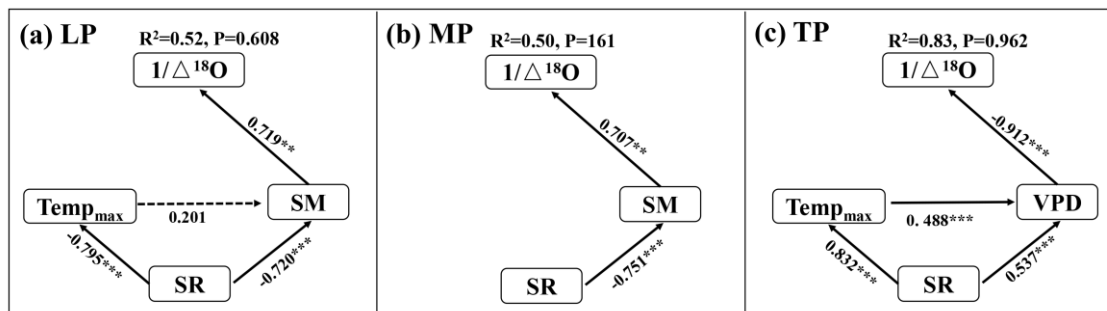 (a) LP
R²=0.52, P=0.608
1/△¹⁸O
0.719**
Tempₘₐₓ
0.201
SM
-0.795***
-0.720***
SR
(b) MP
R²=0.50, P=161
1/△¹⁸O
0.707**
SM
-0.751***
SR
(c) TP
R²=0.83, P=0.962
1/△¹⁸O
-0.912***
Tempₘₐₓ
0. 488***
VPD
0.832***
0.537***
SR